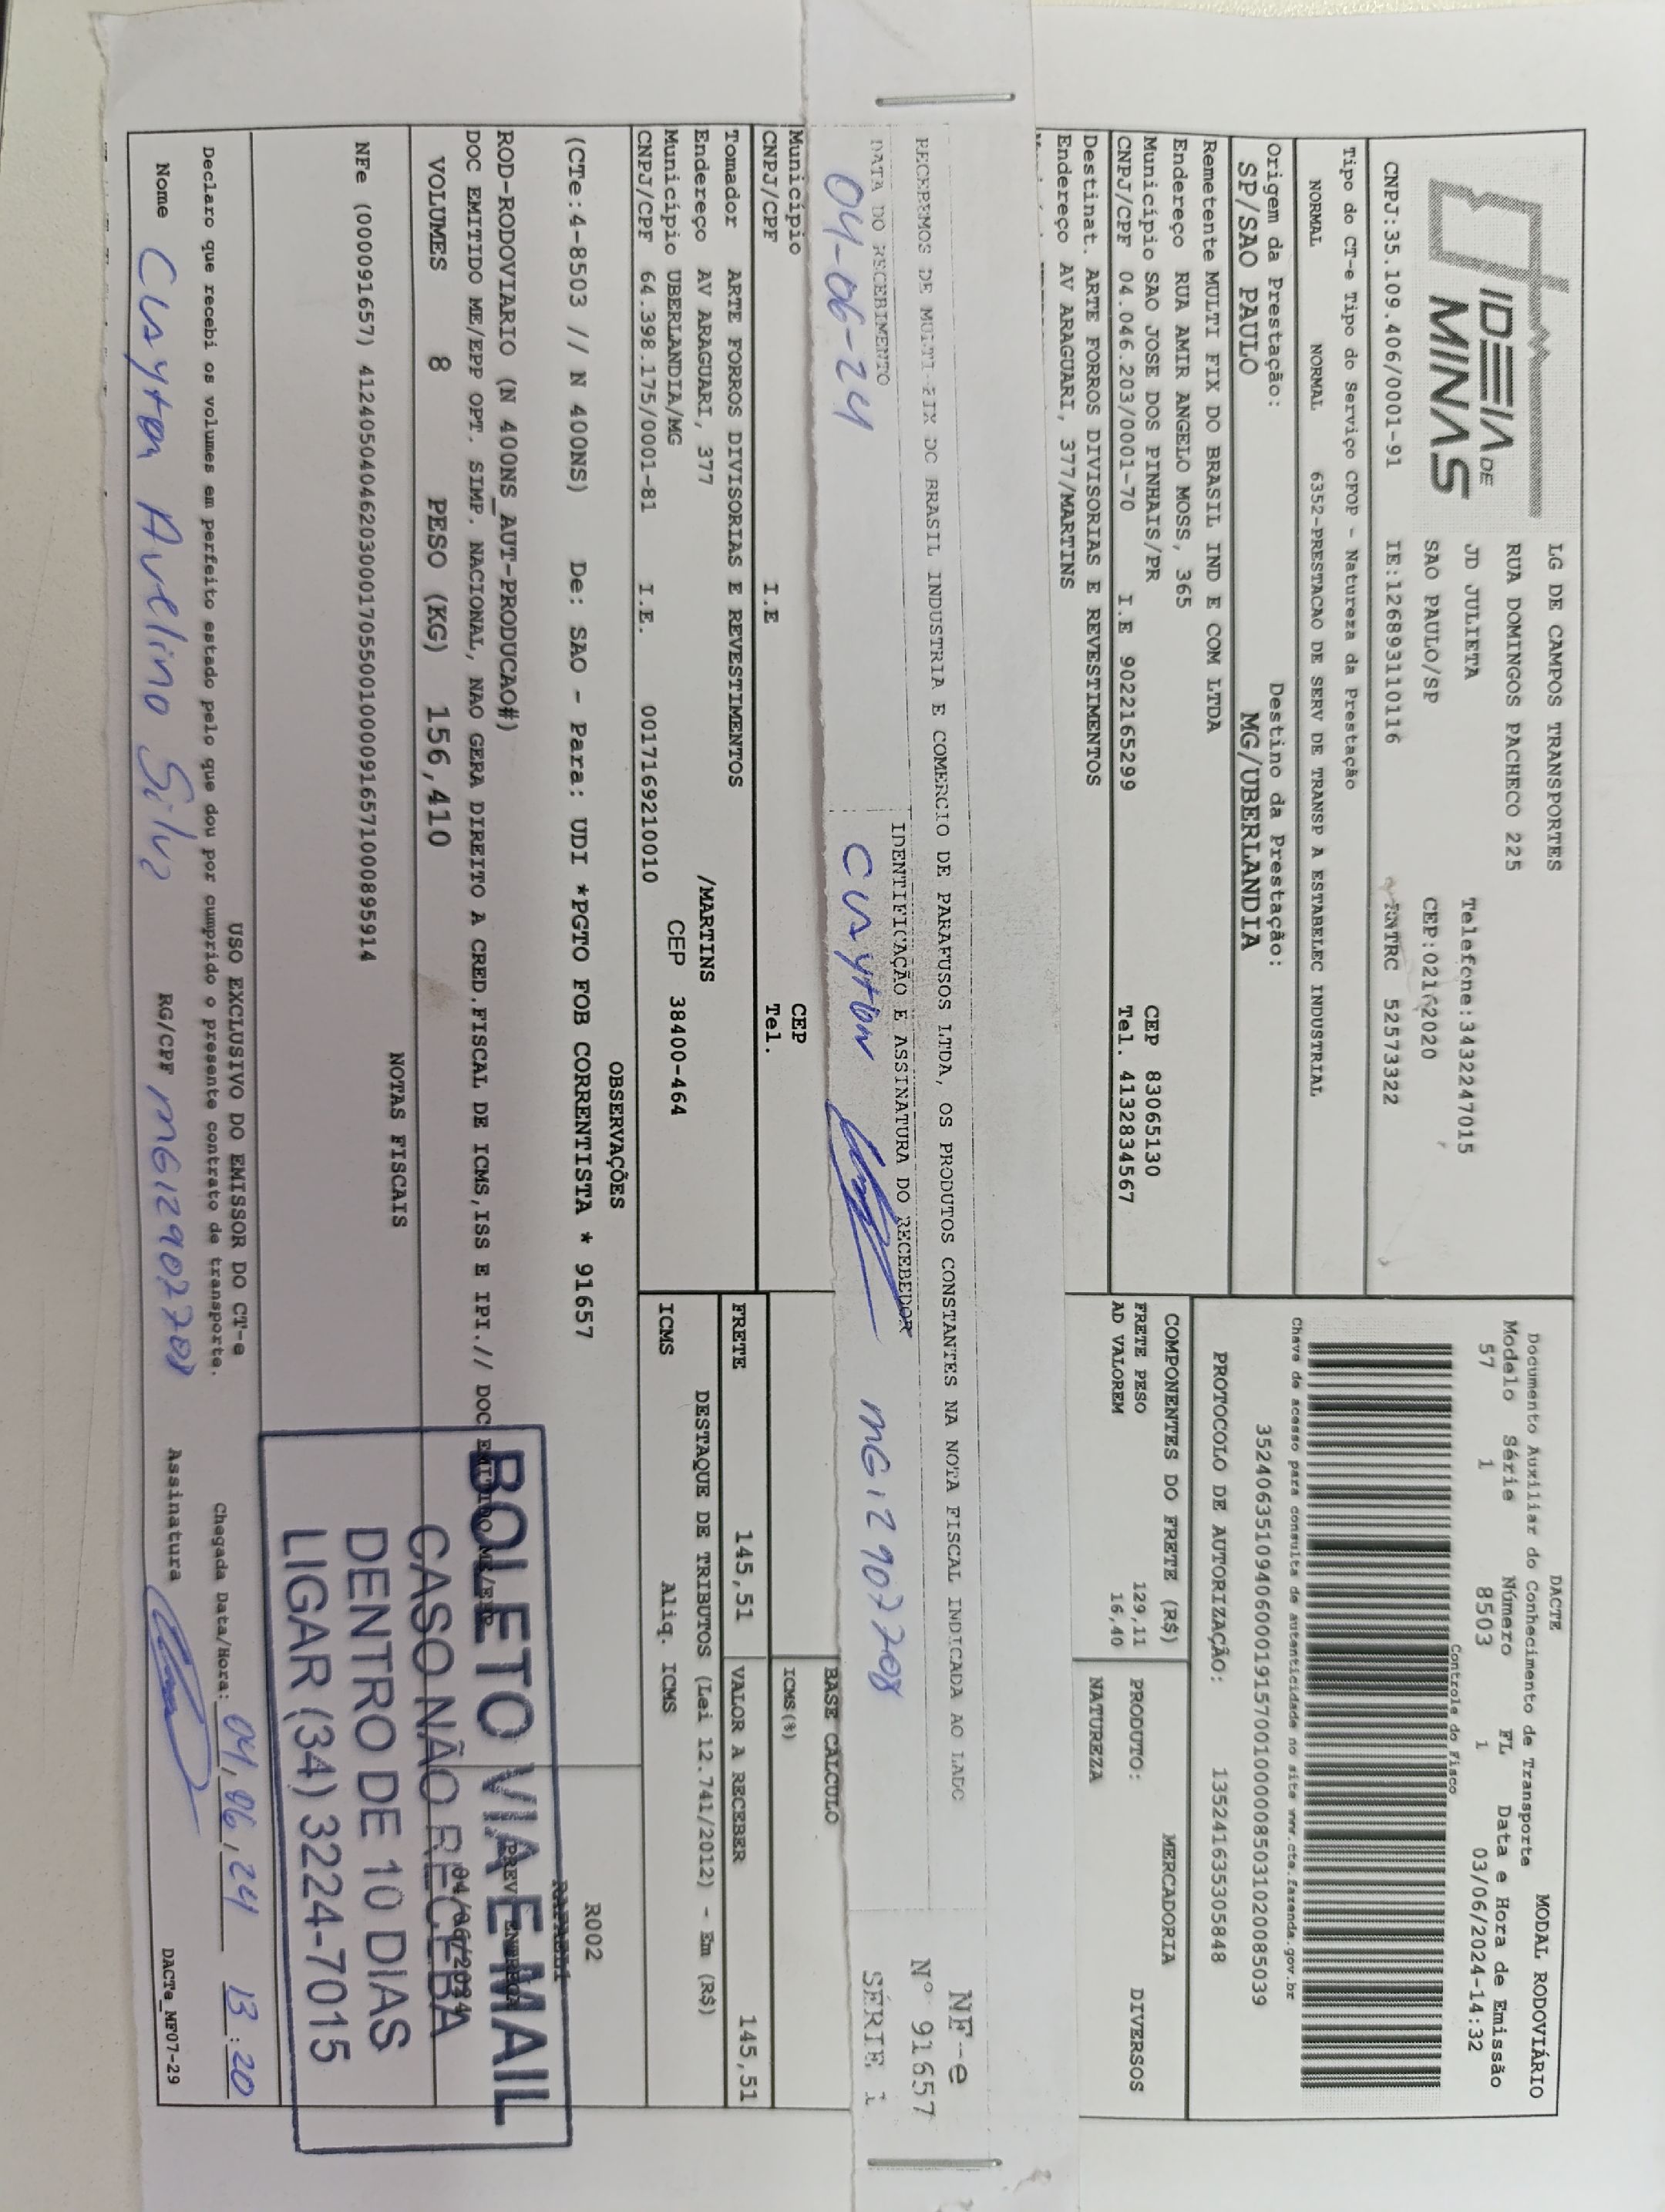 IDEIA DE
MINAS
LG DE CAMPOS TRANSPORTES
RUA DOMINGOS PACHECO 225
JD JULIETA Telefone:3432247015
SAO PAULO/SP CEP:02162020
CNPJ:35.109.406/0001-91 IE:126893110116 RNTRC 52573322
DACTE MODAL RODOVIÁRIO
Documento Auxiliar do Conhecimento de Transporte
Modelo Série Número FL Data e Hora de Emissão
57 1 8503 1 03/06/2024-14:32
Controle do Fisco
Tipo do CT-e Tipo do Serviço CFOP - Natureza da Prestação
NORMAL NORMAL 6352-PRESTACAO DE SERV DE TRANSP A ESTABELEC INDUSTRIAL
Chave de acesso para consulta de autenticidade no site www.cte.fazenda.gov.br
35240635109406000191570010000085031020085039
Origem da Prestação: Destino da Prestação:
SP/SAO PAULO MG/UBERLANDIA
PROTOCOLO DE AUTORIZAÇÃO: 135241635305848
Remetente MULTI FIX DO BRASIL IND E COM LTDA
Endereço RUA AMIR ANGELO MOSS, 365
Município SAO JOSE DOS PINHAIS/PR CEP 83065130
CNPJ/CPF 04.046.203/0001-70 I.E 9022165299 Tel. 4132834567
COMPONENTES DO FRETE (R$) MERCADORIA
FRETE PESO 129,11 PRODUTO: DIVERSOS
AD VALOREM 16,40 NATUREZA
Destinat. ARTE FORROS DIVISORIAS E REVESTIMENTOS
Endereço AV ARAGUARI, 377/MARTINS
RECEBEMOS DE MULTI-FIX DO BRASIL INDUSTRIA E COMERCIO DE PARAFUSOS LTDA, OS PRODUTOS CONSTANTES NA NOTA FISCAL INDICADA AO LADO
NF-e
Nº 91657
SÉRIE 1
DATA DO RECEBIMENTO IDENTIFICAÇÃO E ASSINATURA DO RECEBEDOR
04-06-24 Clayton MG12907708
Município CEP
CNPJ/CPF I.E Tel.
BASE CÁLCULO
ICMS(%)
Tomador ARTE FORROS DIVISORIAS E REVESTIMENTOS
Endereço AV ARAGUARI, 377 /MARTINS
Município UBERLANDIA/MG CEP 38400-464
CNPJ/CPF 64.398.175/0001-81 I.E. 0017169210010
FRETE 145,51 VALOR A RECEBER 145,51
DESTAQUE DE TRIBUTOS (Lei 12.741/2012) - Em (R$)
ICMS Aliq. ICMS
OBSERVAÇÕES
(CTe:4-8503 // N 400NS) De: SAO - Para: UDI *PGTO FOB CORRENTISTA * 91657
R002
ROD-RODOVIARIO (N 400NS_AUT-PRODUCAO#)
DOC EMITIDO ME/EPP OPT. SIMP. NACIONAL, NAO GERA DIREITO A CRED.FISCAL DE ICMS,ISS E IPI.// DOC EMITIDO ME/EPP
PREV ENTREGA
04/06/2024
VOLUMES 8 PESO (KG) 156,410
NOTAS FISCAIS
NFe (000091657) 41240504046203000170550010000916571000895914
BOLETO VIA E-MAIL
CASO NÃO RECEBA
DENTRO DE 10 DIAS
LIGAR (34) 3224-7015
USO EXCLUSIVO DO EMISSOR DO CT-e
Declaro que recebi os volumes em perfeito estado pelo que dou por cumprido o presente contrato de transporte.
Chegada Data/Hora: 04/06/24 13:20
Nome Clayton Avelino Silva RG/CPF MG12907708 Assinatura
DACTe_MF07-29